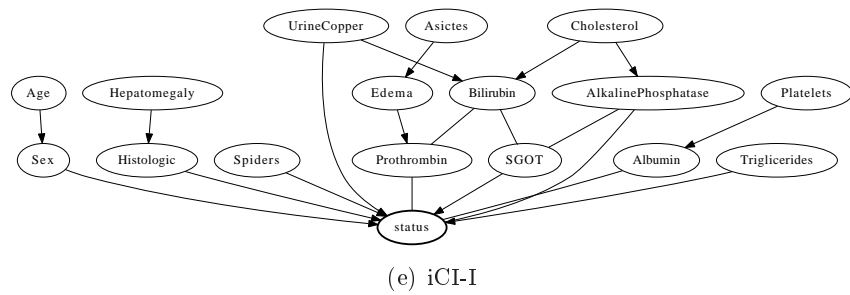 UrineCopper Asictes Cholesterol
Age Hepatomegaly Edema Bilirubin AlkalinePhosphatase Platelets
Sex Histologic Spiders Prothrombin SGOT Albumin Triglicerides
status
(e) iCI-I